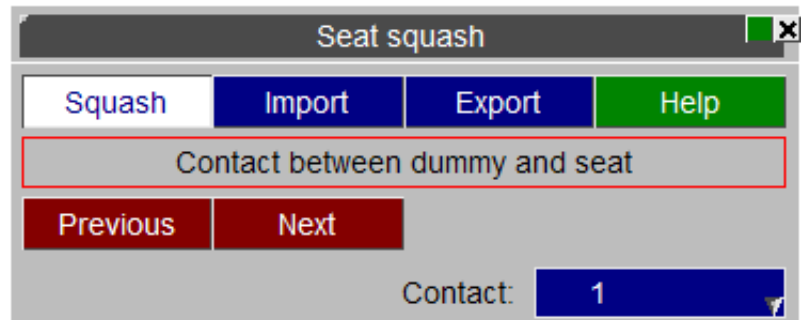 Seat squash
Squash Import Export Help
Contact between dummy and seat
Previous Next
Contact: 1